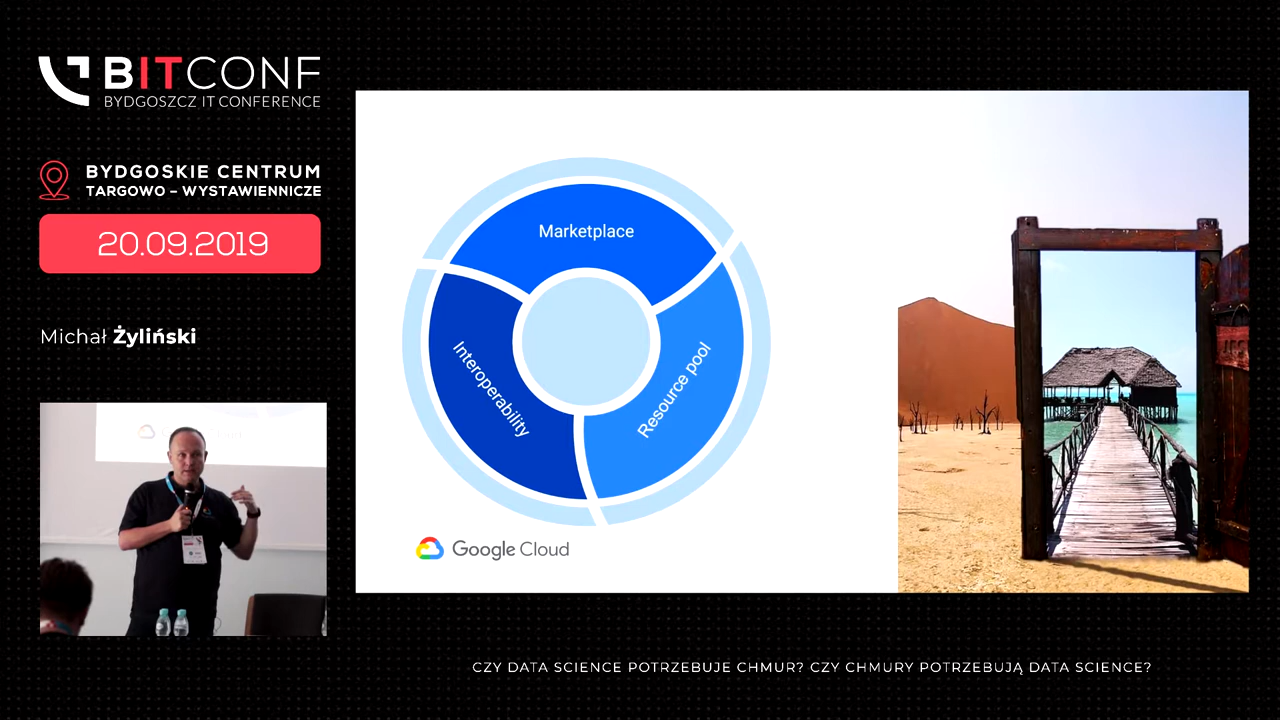 BITCONF
BYDGOSZCZ IT CONFERENCE
BYDGOSKIE CENTRUM
TARGOWO – WYSTAWIENNICZE
20.09.2019
Michał Żyliński
Marketplace
Interoperability
Resource pool
Google Cloud
CZY DATA SCIENCE POTRZEBUJE CHMUR? CZY CHMURY POTRZEBUJĄ DATA SCIENCE?